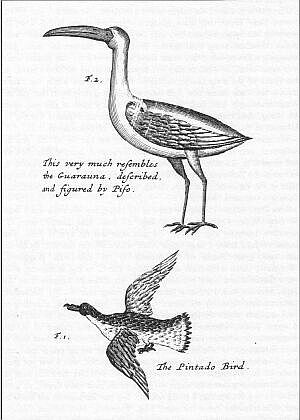 F.2.
This very much reſembles
the Guarauna, deſcribed,
and figured by Piſo.
F.1.
The Pintado Bird.